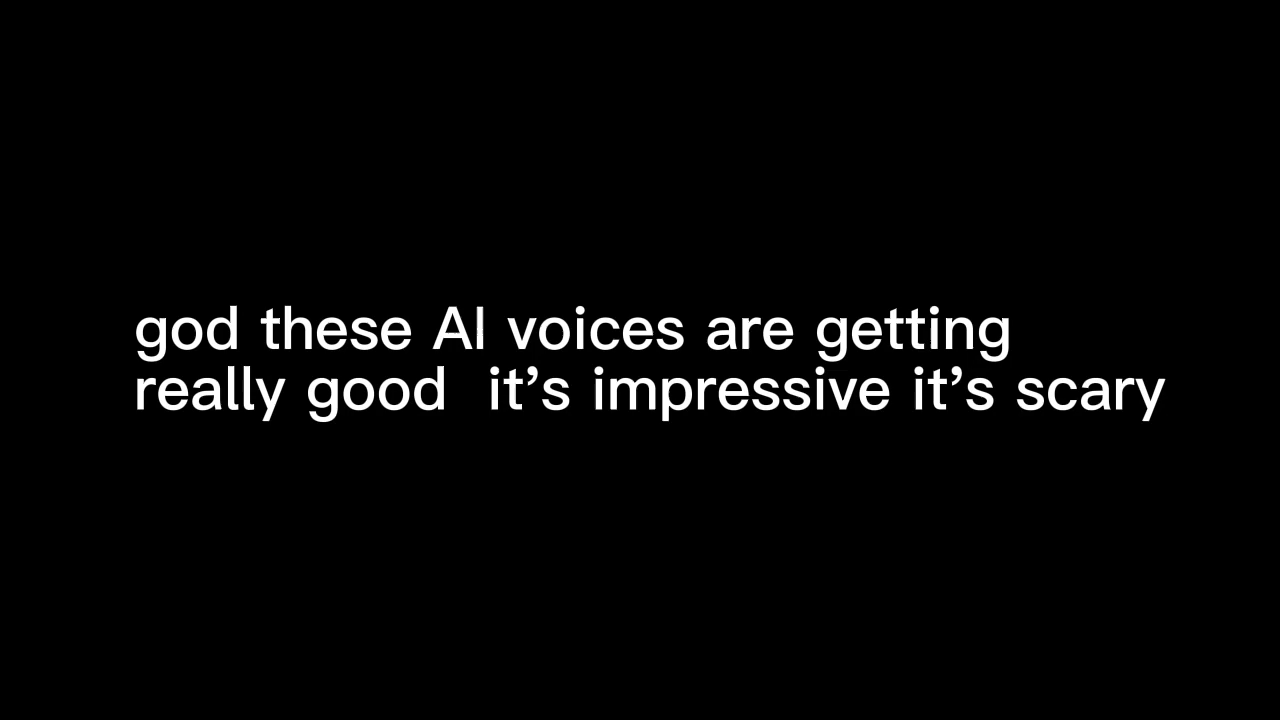 god these AI voices are getting
really good  it’s impressive it’s scary